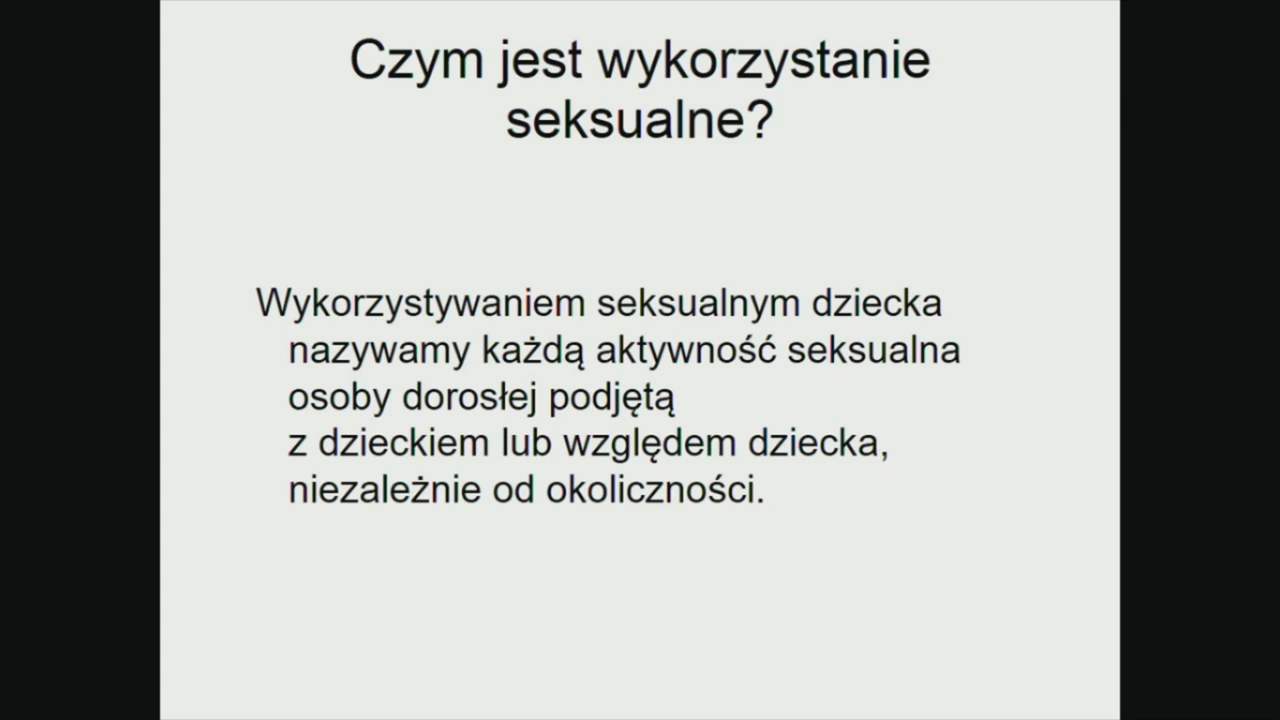 Czym jest wykorzystanie
seksualne?
Wykorzystywaniem seksualnym dziecka
nazywamy każdą aktywność seksualna
osoby dorosłej podjętą
z dzieckiem lub względem dziecka,
niezależnie od okoliczności.